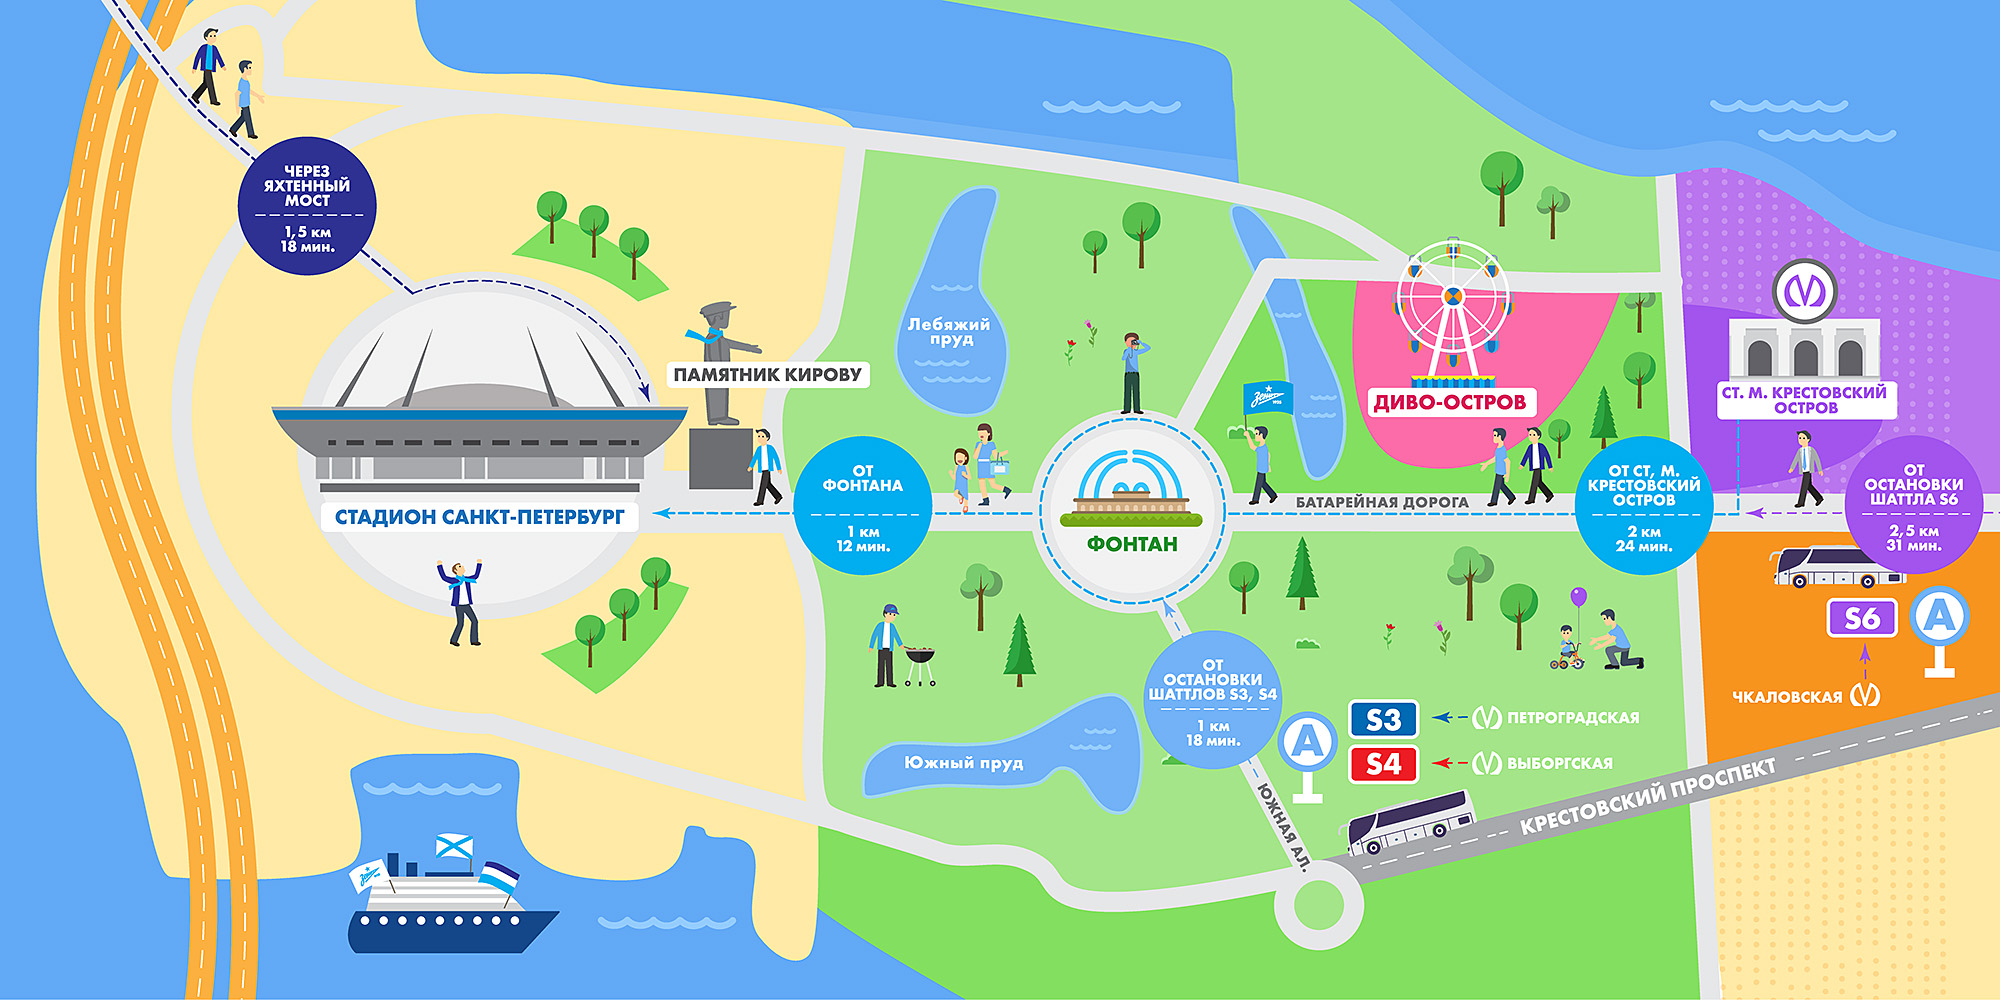 ЧЕРЕЗ
ЯХТЕННЫЙ
МОСТ
1,5 км
18 мин.
Лебяжий
пруд
ПАМЯТНИК КИРОВУ
ДИВО-ОСТРОВ
СТ. М. КРЕСТОВСКИЙ
ОСТРОВ
Зенит
СТАДИОН САНКТ-ПЕТЕРБУРГ
ОТ
ФОНТАНА
1 км
12 мин.
ФОНТАН
БАТАРЕЙНАЯ ДОРОГА
ОТ СТ, М.
КРЕСТОВСКИЙ
ОСТРОВ
2 км
24 мин.
ОТ
ОСТАНОВКИ
ШАТТЛА S6
2,5 км
31 мин.
S6
A
ЧКАЛОВСКАЯ
ОТ
ОСТАНОВКИ
ШАТТЛОВ S3, S4
1 км
18 мин.
A
S3
ПЕТРОГРАДСКАЯ
S4
ВЫБОРГСКАЯ
Южный пруд
ЮЖНАЯ АЛ.
КРЕСТОВСКИЙ ПРОСПЕКТ
Зенит